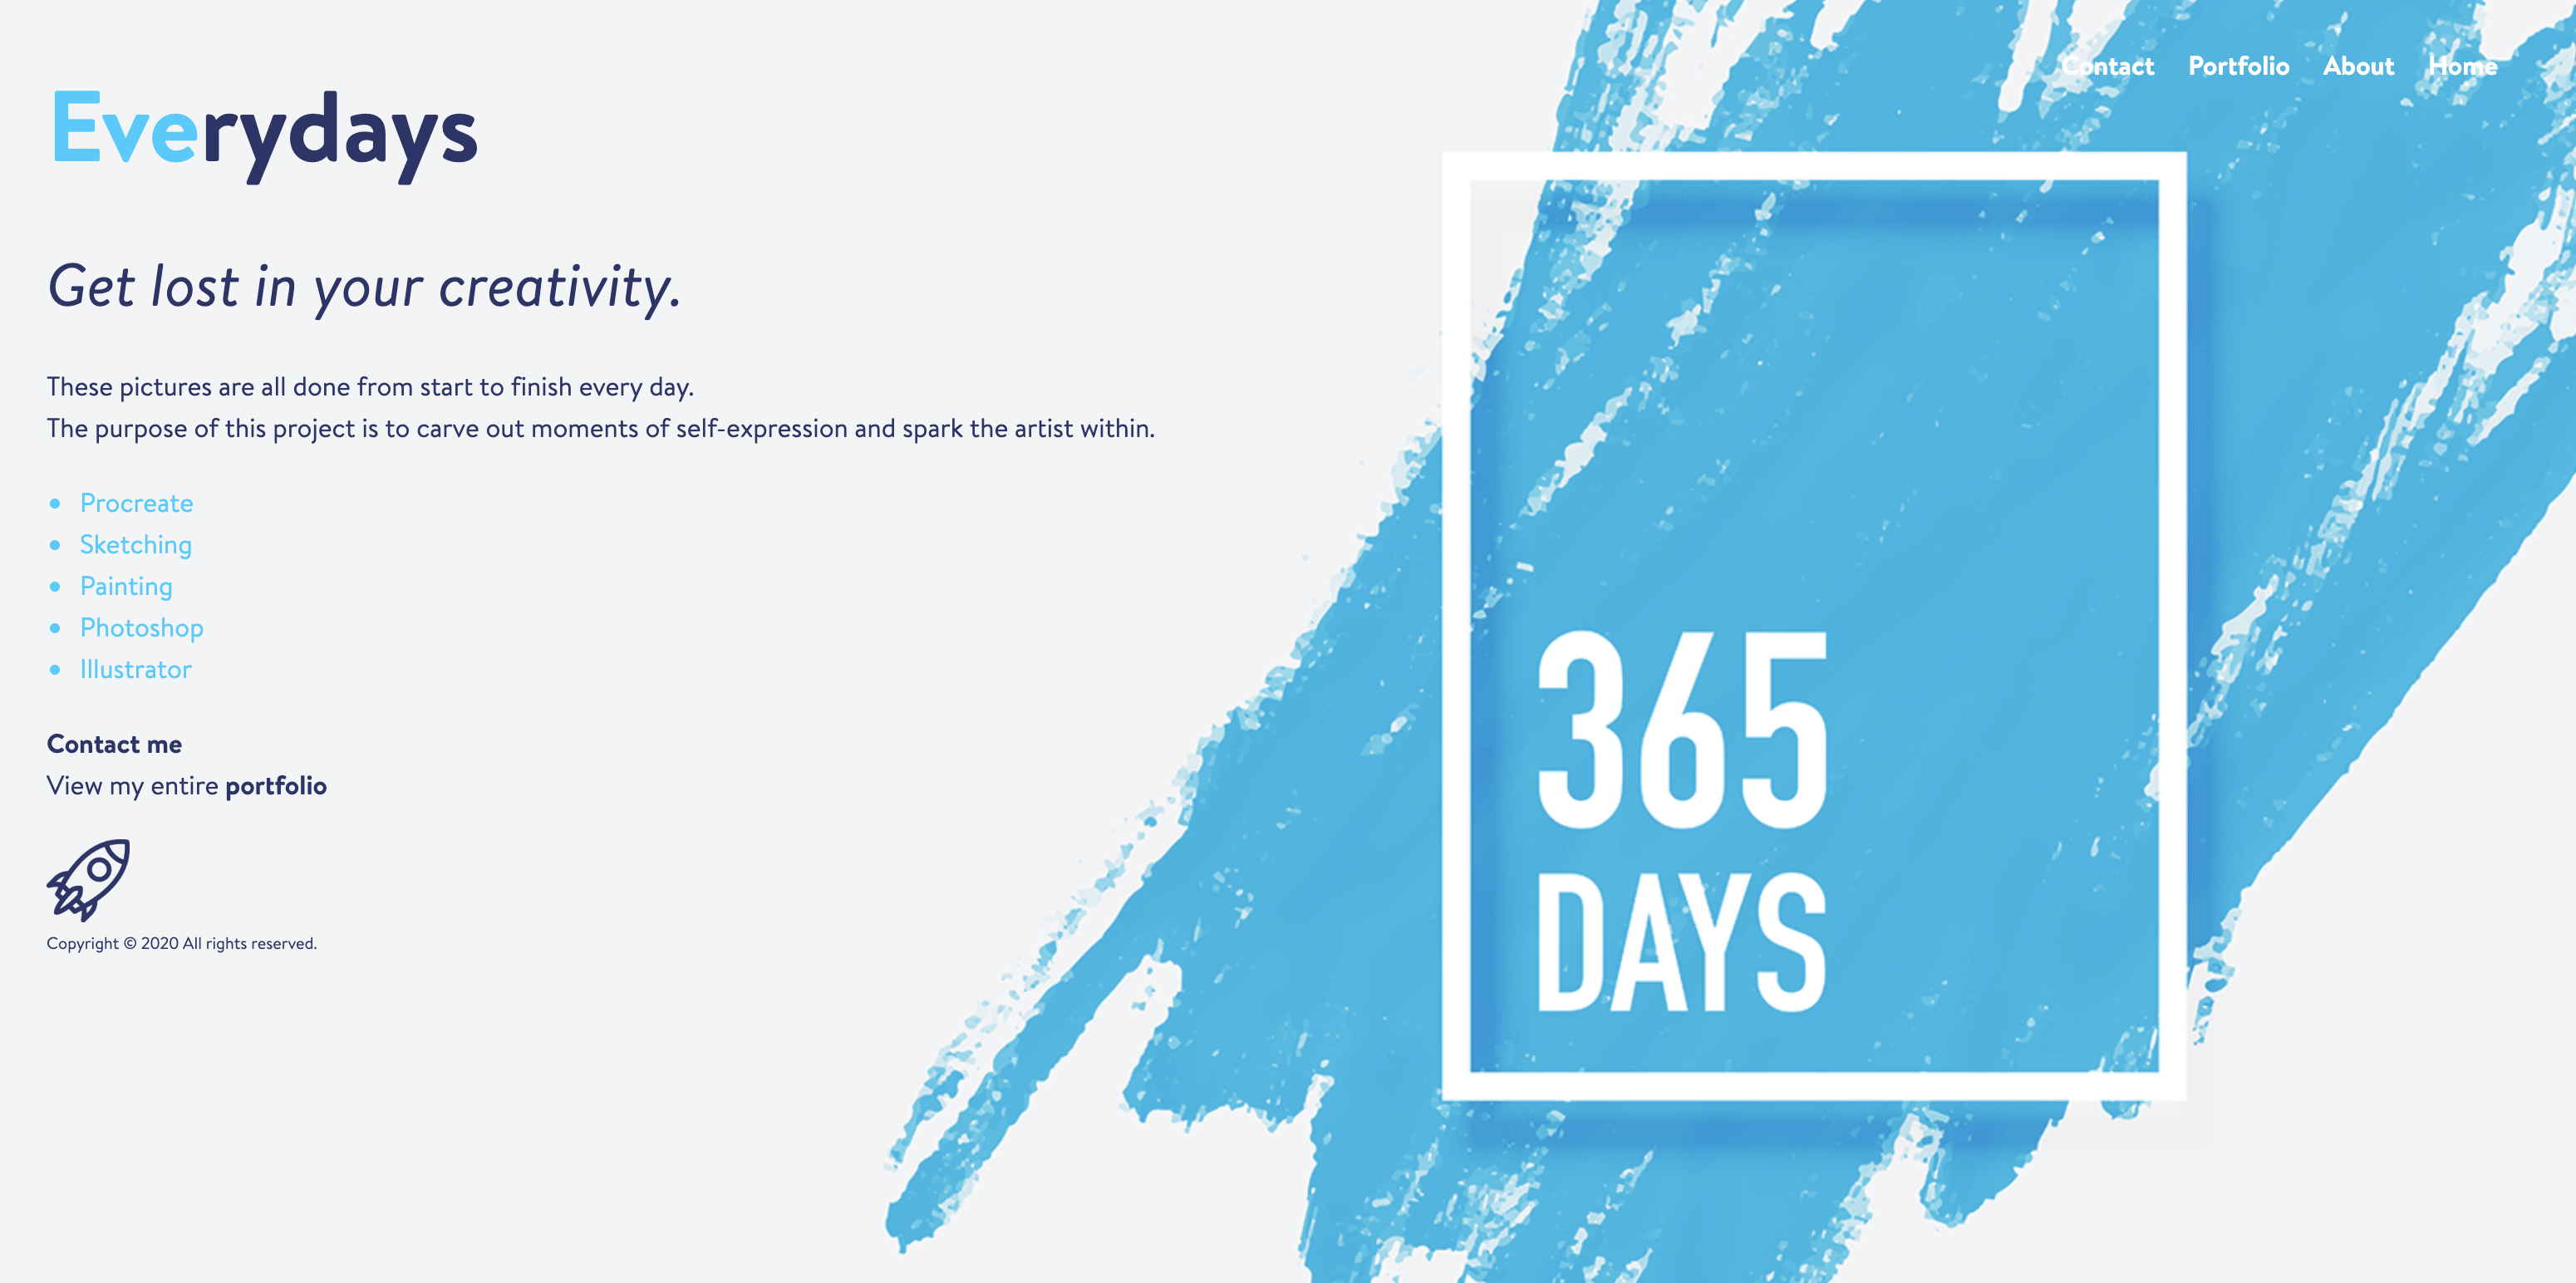 Contact Portfolio About Home
Everydays
Get lost in your creativity.
These pictures are all done from start to finish every day.
The purpose of this project is to carve out moments of self-expression and spark the artist within.
Procreate
Sketching
Painting
Photoshop
Illustrator
Contact me
View my entire portfolio
Copyright © 2020 All rights reserved.
365
DAYS